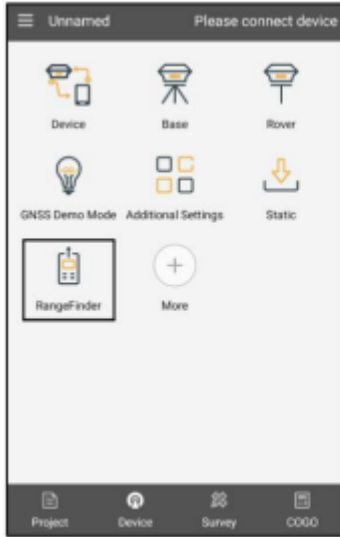 Unnamed Please connect device
Device Base Rover
GNSS Demo Mode Additional Settings Static
RangeFinder More
Project Device Survey COGO